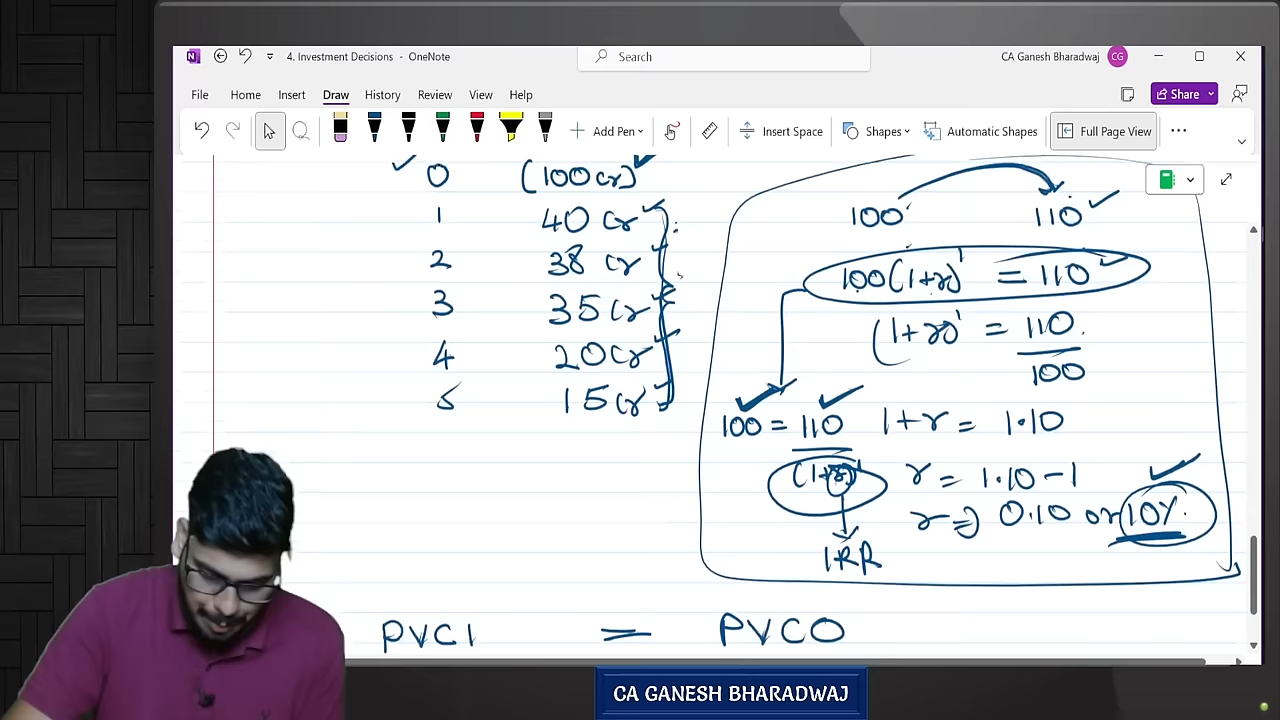 4. Investment Decisions - OneNote
Search
CA Ganesh Bharadwaj CG
File Home Insert Draw History Review View Help
Share
Add Pen
Insert Space
Shapes
Automatic Shapes
Full Page View
0 (100 cr)
1 40 cr
2 38 cr
3 35 cr
4 20 cr
5 15 cr
100 110
100(1+r)¹ = 110
(1+r)¹ = 110
100
100 = 110
(1+r)¹
IRR
1+r = 1.10
r = 1.10 - 1
r => 0.10 or 10%.
PVCI = PVCO
CA GANESH BHARADWAJ